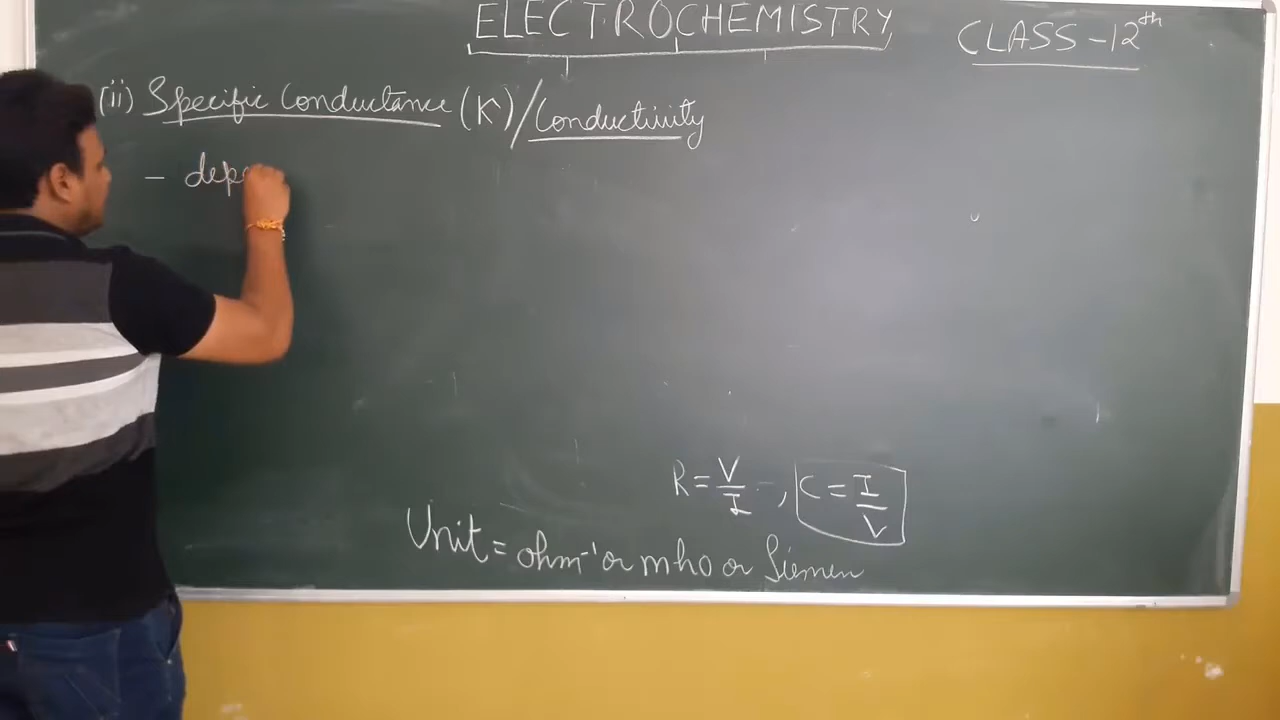 ELECTROCHEMISTRY
CLASS-12th
(ii) Specific Conductance (K)/Conductivity
- depe
R = V/I , C = I/V
Unit = ohm⁻¹ or mho or Siemen